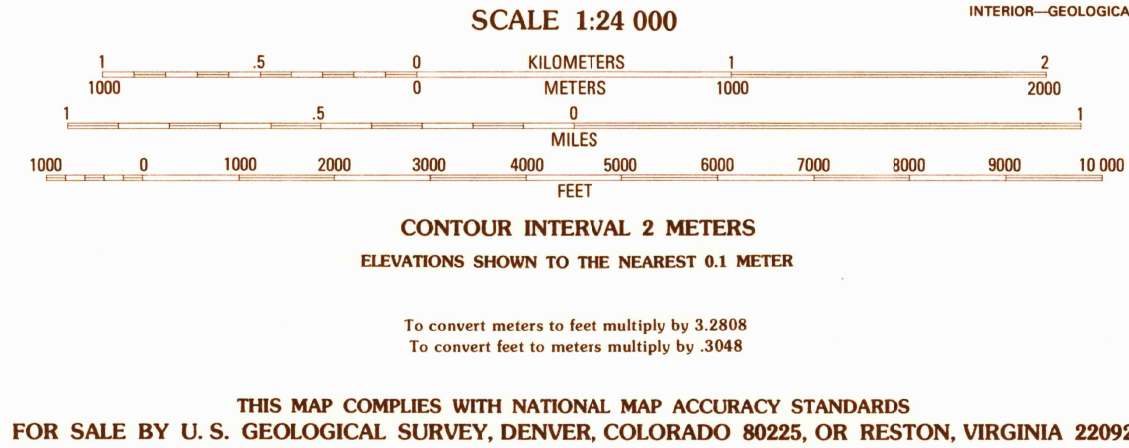 INTERIOR—GEOLOGICA
SCALE 1:24 000
1 .5 0 KILOMETERS 1 2
1000 0 METERS 1000 2000
1 .5 0 1
MILES
1000 0 1000 2000 3000 4000 5000 6000 7000 8000 9000 10 000
FEET
CONTOUR INTERVAL 2 METERS
ELEVATIONS SHOWN TO THE NEAREST 0.1 METER
To convert meters to feet multiply by 3.2808
To convert feet to meters multiply by .3048
THIS MAP COMPLIES WITH NATIONAL MAP ACCURACY STANDARDS
FOR SALE BY U. S. GEOLOGICAL SURVEY, DENVER, COLORADO 80225, OR RESTON, VIRGINIA 22092